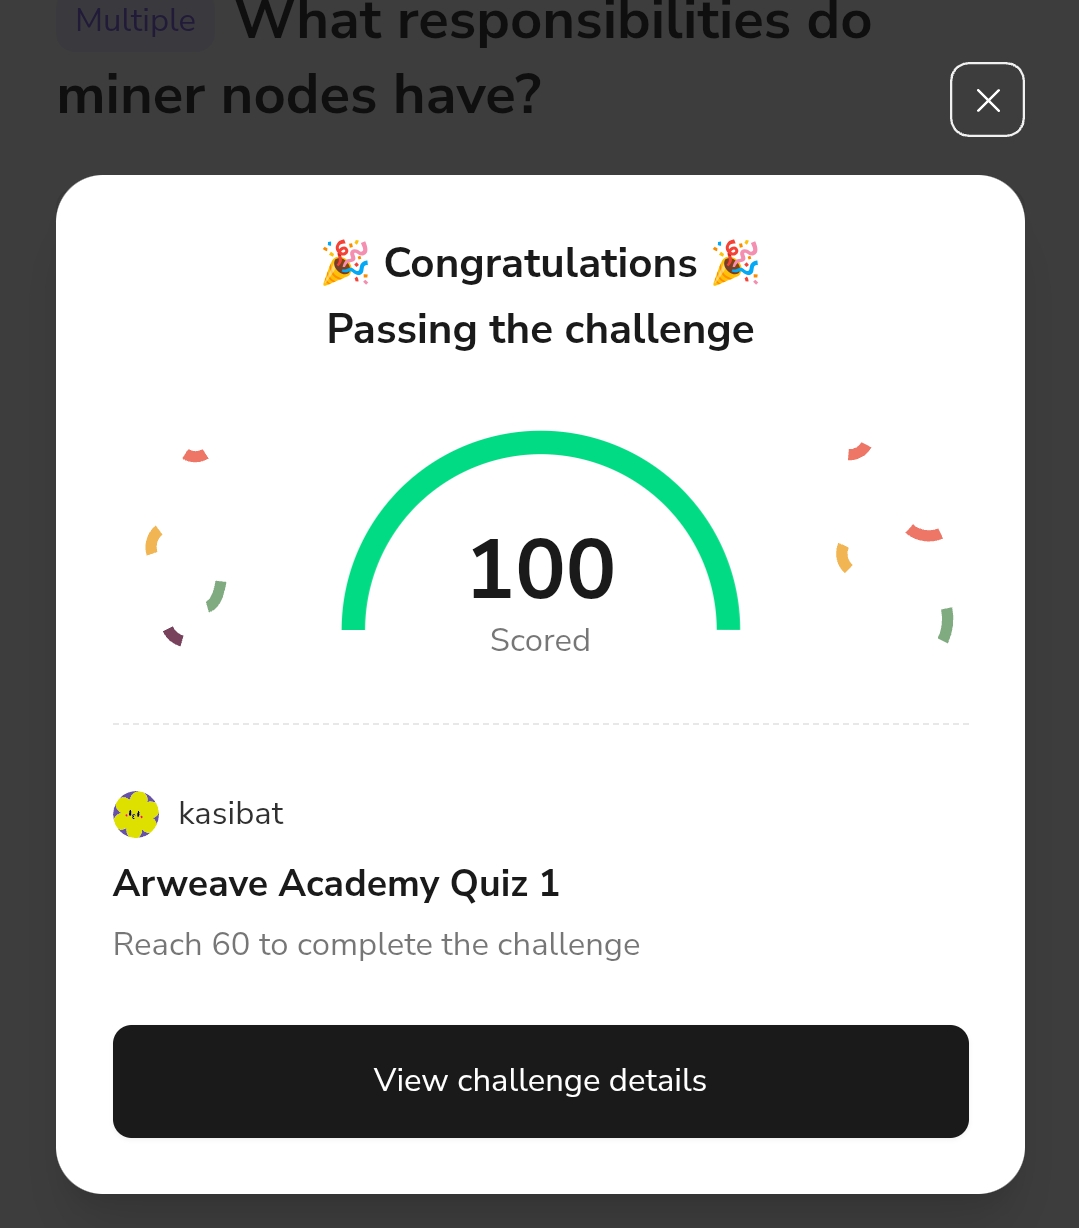 Multiple What responsibilities do
miner nodes have?
🎉 Congratulations 🎉
Passing the challenge
100
Scored
kasibat
Arweave Academy Quiz 1
Reach 60 to complete the challenge
View challenge details